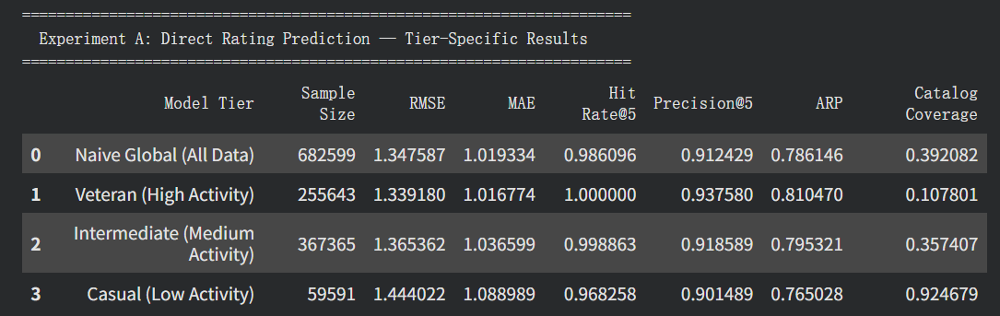 ======================================================================
Experiment A: Direct Rating Prediction — Tier-Specific Results
======================================================================
Model Tier Sample Size RMSE MAE Hit Rate@5 Precision@5 ARP Catalog Coverage
0 Naive Global (All Data) 682599 1.347587 1.019334 0.986096 0.912429 0.786146 0.392082
1 Veteran (High Activity) 255643 1.339180 1.016774 1.000000 0.937580 0.810470 0.107801
2 Intermediate (Medium Activity) 367365 1.365362 1.036599 0.998863 0.918589 0.795321 0.357407
3 Casual (Low Activity) 59591 1.444022 1.088989 0.968258 0.901489 0.765028 0.924679